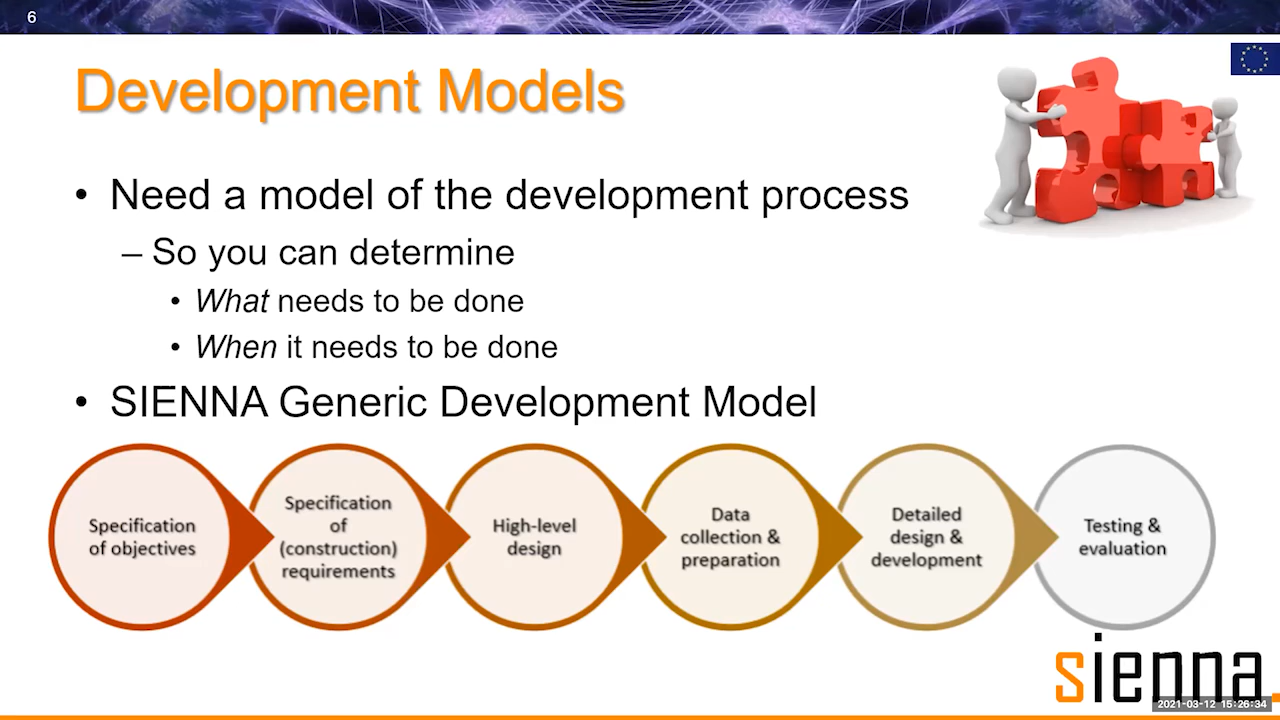 6
Development Models
• Need a model of the development process
– So you can determine
• What needs to be done
• When it needs to be done
• SIENNA Generic Development Model
Specification
of objectives
Specification
of
(construction)
requirements
High-level
design
Data
collection &
preparation
Detailed
design &
development
Testing &
evaluation
sienna.
2021-03-12 15:26:34